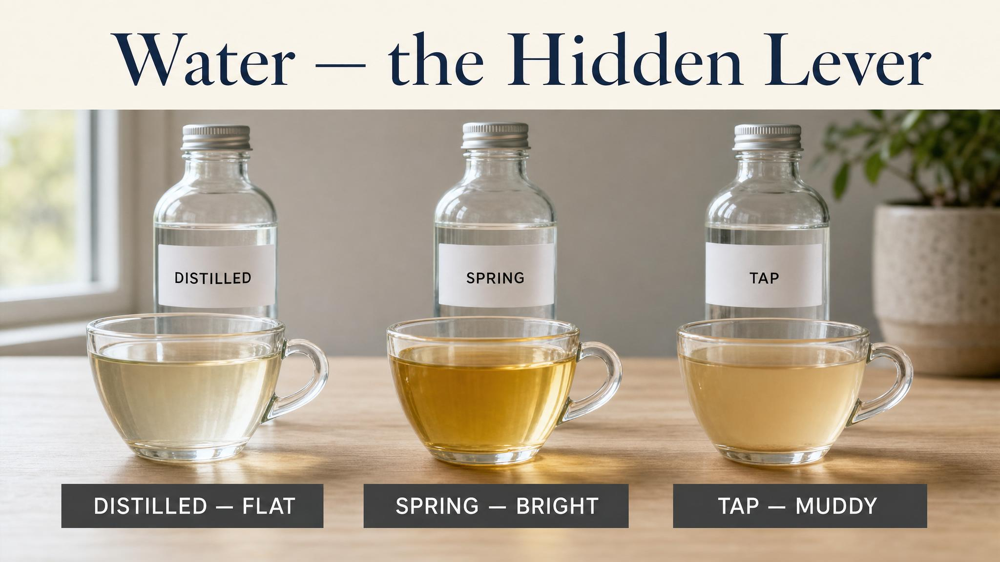 Water — the Hidden Lever
DISTILLED
SPRING
TAP
DISTILLED — FLAT
SPRING — BRIGHT
TAP — MUDDY